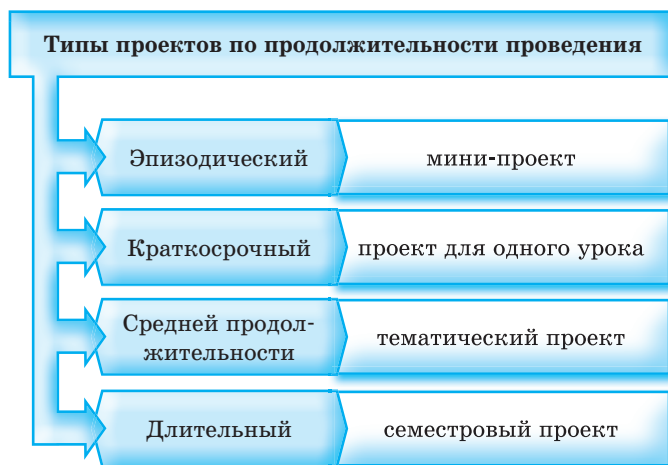 Типы проектов по продолжительности проведения
Эпизодический
мини-проект
Краткосрочный
проект для одного урока
Средней продол-
жительности
тематический проект
Длительный
семестровый проект